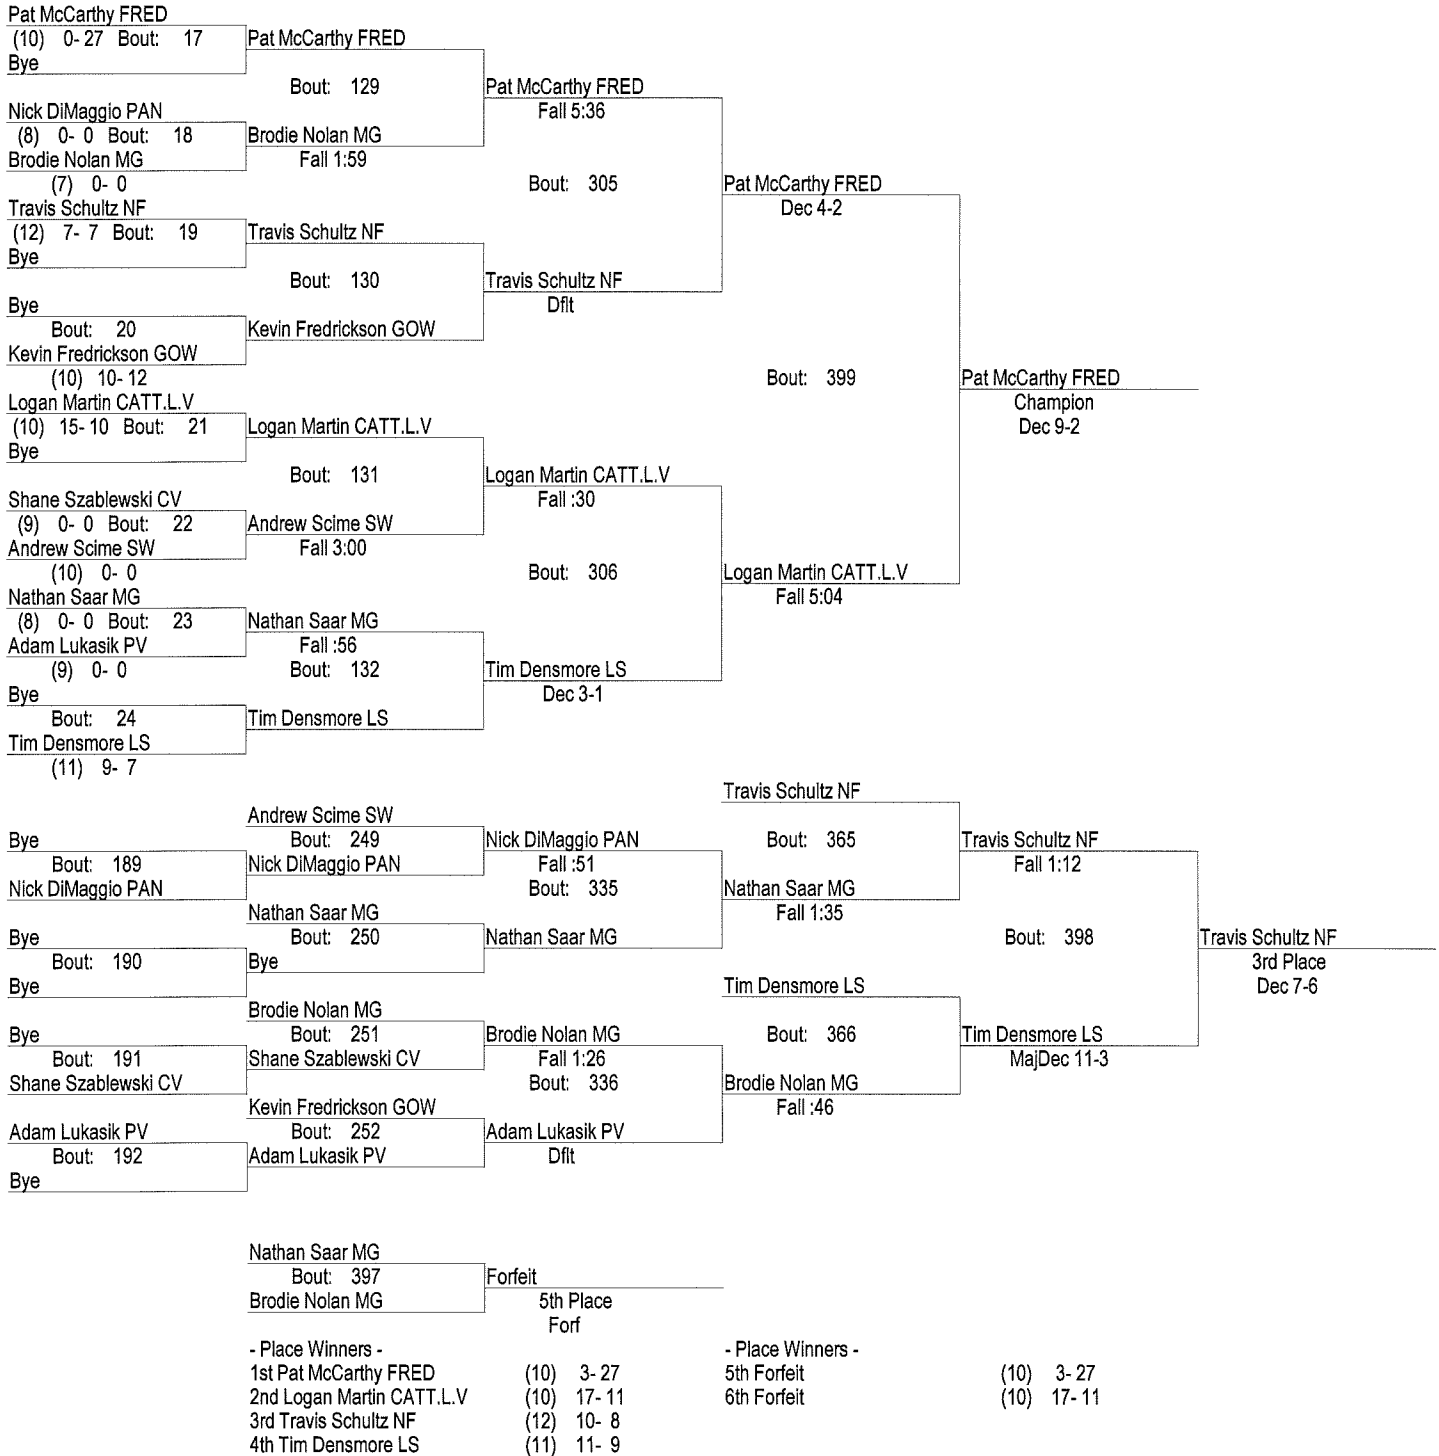 Pat McCarthy FRED
(10) 0- 27 Bout: 17 Pat McCarthy FRED
Bye
Bout: 129 Pat McCarthy FRED
Nick DiMaggio PAN Fall 5:36
(8) 0- 0 Bout: 18 Brodie Nolan MG
Brodie Nolan MG Fall 1:59
(7) 0- 0 Bout: 305 Pat McCarthy FRED
Travis Schultz NF Dec 4-2
(12) 7- 7 Bout: 19 Travis Schultz NF
Bye
Bout: 130 Travis Schultz NF
Bye Dflt
Bout: 20 Kevin Fredrickson GOW
Kevin Fredrickson GOW
(10) 10- 12 Bout: 399 Pat McCarthy FRED
Logan Martin CATT.L.V Champion
(10) 15- 10 Bout: 21 Logan Martin CATT.L.V Dec 9-2
Bye
Bout: 131 Logan Martin CATT.L.V
Shane Szablewski CV Fall :30
(9) 0- 0 Bout: 22 Andrew Scime SW
Andrew Scime SW Fall 3:00
(10) 0- 0 Bout: 306 Logan Martin CATT.L.V
Nathan Saar MG Fall 5:04
(8) 0- 0 Bout: 23 Nathan Saar MG
Adam Lukasik PV Fall :56
(9) 0- 0 Bout: 132 Tim Densmore LS
Bye Dec 3-1
Bout: 24 Tim Densmore LS
Tim Densmore LS
(11) 9- 7
Travis Schultz NF
Andrew Scime SW
Bye Bout: 249 Nick DiMaggio PAN Bout: 365 Travis Schultz NF
Bout: 189 Nick DiMaggio PAN Fall :51 Fall 1:12
Nick DiMaggio PAN Bout: 335 Nathan Saar MG
Nathan Saar MG Fall 1:35
Bye Bout: 250 Nathan Saar MG Bout: 398 Travis Schultz NF
Bout: 190 Bye 3rd Place
Bye Tim Densmore LS Dec 7-6
Brodie Nolan MG
Bye Bout: 251 Brodie Nolan MG Bout: 366 Tim Densmore LS
Bout: 191 Shane Szablewski CV Fall 1:26 MajDec 11-3
Shane Szablewski CV Bout: 336 Brodie Nolan MG
Kevin Fredrickson GOW Fall :46
Adam Lukasik PV Bout: 252 Adam Lukasik PV
Bout: 192 Adam Lukasik PV Dflt
Bye
Nathan Saar MG
Bout: 397 Forfeit
Brodie Nolan MG 5th Place
Forf
- Place Winners - - Place Winners -
1st Pat McCarthy FRED (10) 3- 27 5th Forfeit (10) 3- 27
2nd Logan Martin CATT.L.V (10) 17- 11 6th Forfeit (10) 17- 11
3rd Travis Schultz NF (12) 10- 8
4th Tim Densmore LS (11) 11- 9